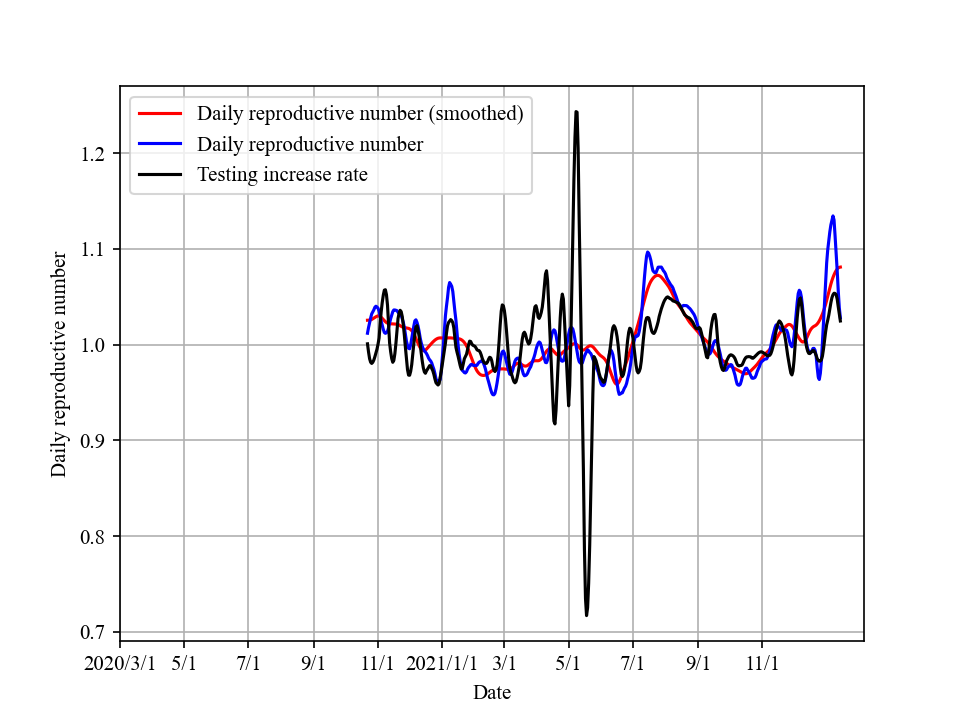 Daily reproductive number (smoothed)
Daily reproductive number
Testing increase rate
1.2
1.1
1.0
0.9
0.8
0.7
Daily reproductive number
2020/3/1 5/1 7/1 9/1 11/1 2021/1/1 3/1 5/1 7/1 9/1 11/1
Date